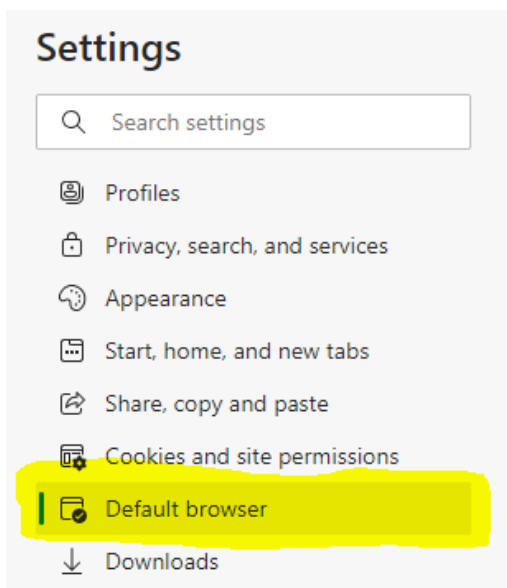 Settings
Search settings
Profiles
Privacy, search, and services
Appearance
Start, home, and new tabs
Share, copy and paste
Cookies and site permissions
Default browser
Downloads